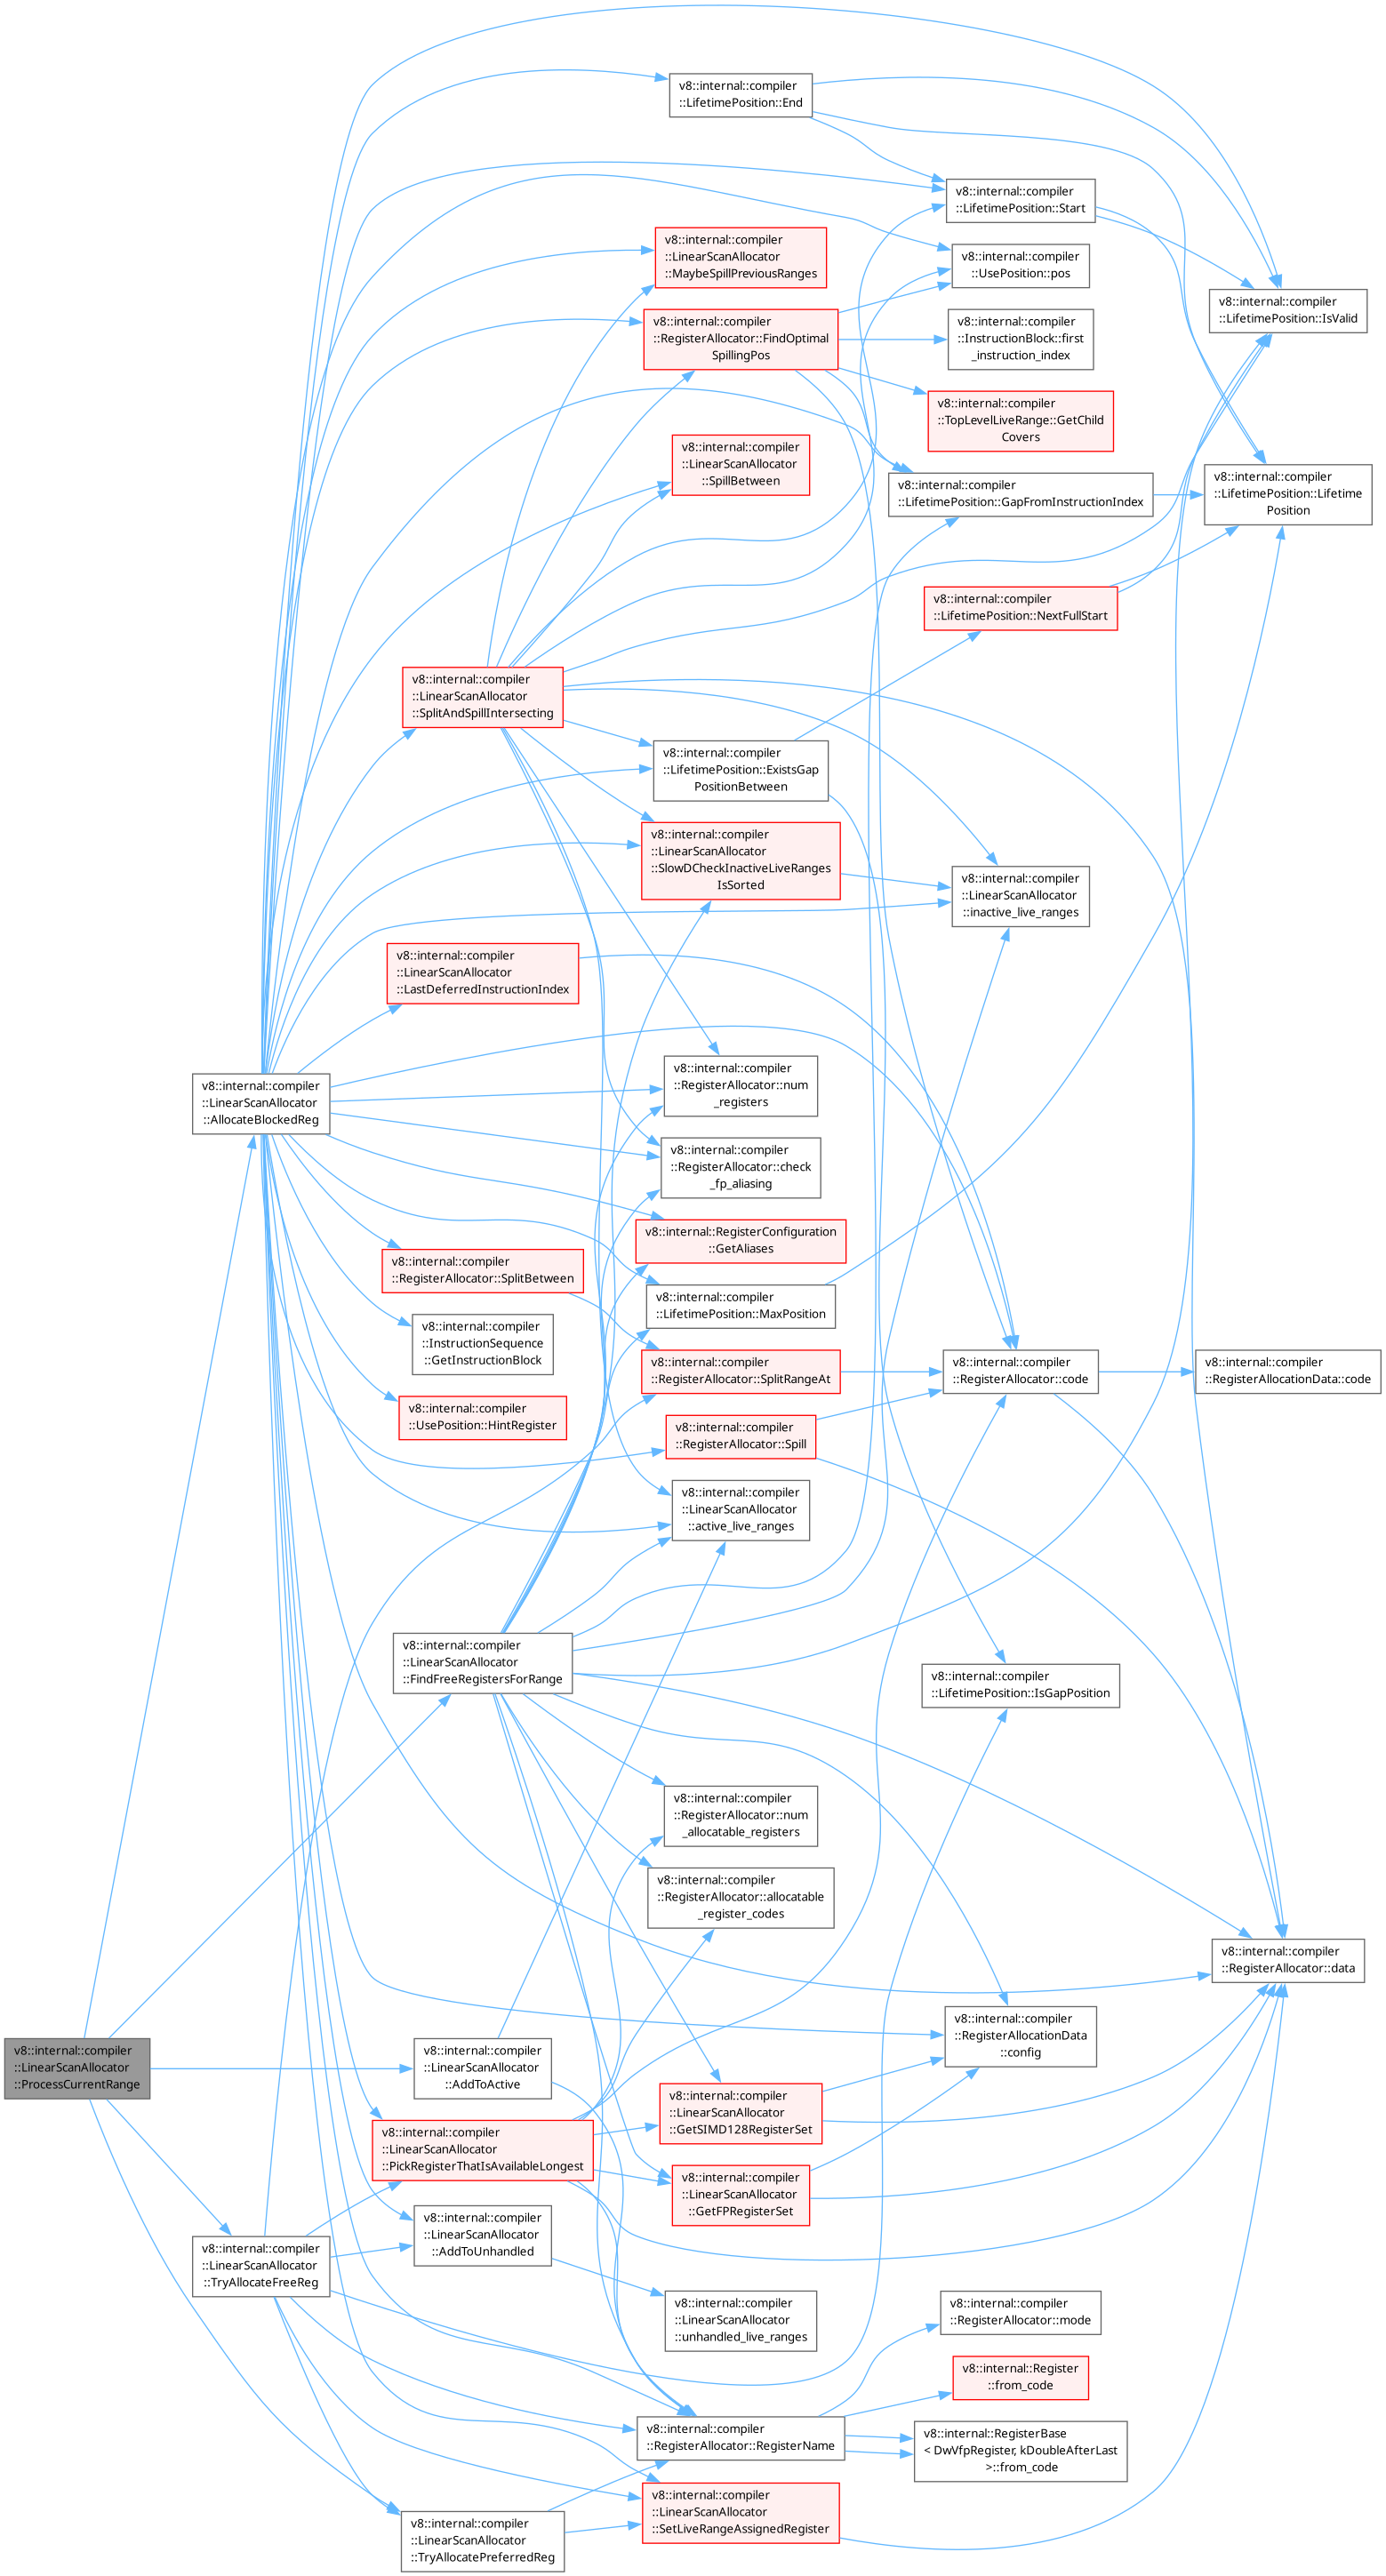 v8::internal::compiler
::LifetimePosition::End
v8::internal::compiler
::LifetimePosition::Start
v8::internal::compiler
::LinearScanAllocator
::MaybeSpillPreviousRanges
v8::internal::compiler
::UsePosition::pos
v8::internal::compiler
::LifetimePosition::IsValid
v8::internal::compiler
::RegisterAllocator::FindOptimal
SpillingPos
v8::internal::compiler
::InstructionBlock::first
_instruction_index
v8::internal::compiler
::TopLevelLiveRange::GetChild
Covers
v8::internal::compiler
::LinearScanAllocator
::SpillBetween
v8::internal::compiler
::LifetimePosition::GapFromInstructionIndex
v8::internal::compiler
::LifetimePosition::Lifetime
Position
v8::internal::compiler
::LifetimePosition::NextFullStart
v8::internal::compiler
::LinearScanAllocator
::SplitAndSpillIntersecting
v8::internal::compiler
::LifetimePosition::ExistsGap
PositionBetween
v8::internal::compiler
::LinearScanAllocator
::SlowDCheckInactiveLiveRanges
IsSorted
v8::internal::compiler
::LinearScanAllocator
::inactive_live_ranges
v8::internal::compiler
::LinearScanAllocator
::LastDeferredInstructionIndex
v8::internal::compiler
::LinearScanAllocator
::AllocateBlockedReg
v8::internal::compiler
::RegisterAllocator::num
_registers
v8::internal::compiler
::RegisterAllocator::check
_fp_aliasing
v8::internal::RegisterConfiguration
::GetAliases
v8::internal::compiler
::RegisterAllocator::SplitBetween
v8::internal::compiler
::LifetimePosition::MaxPosition
v8::internal::compiler
::InstructionSequence
::GetInstructionBlock
v8::internal::compiler
::RegisterAllocator::SplitRangeAt
v8::internal::compiler
::RegisterAllocator::code
v8::internal::compiler
::RegisterAllocationData::code
v8::internal::compiler
::UsePosition::HintRegister
v8::internal::compiler
::RegisterAllocator::Spill
v8::internal::compiler
::LinearScanAllocator
::active_live_ranges
v8::internal::compiler
::LinearScanAllocator
::FindFreeRegistersForRange
v8::internal::compiler
::LifetimePosition::IsGapPosition
v8::internal::compiler
::RegisterAllocator::num
_allocatable_registers
v8::internal::compiler
::RegisterAllocator::allocatable
_register_codes
v8::internal::compiler
::RegisterAllocator::data
v8::internal::compiler
::RegisterAllocationData
::config
v8::internal::compiler
::LinearScanAllocator
::ProcessCurrentRange
v8::internal::compiler
::LinearScanAllocator
::AddToActive
v8::internal::compiler
::LinearScanAllocator
::GetSIMD128RegisterSet
v8::internal::compiler
::LinearScanAllocator
::PickRegisterThatIsAvailableLongest
v8::internal::compiler
::LinearScanAllocator
::GetFPRegisterSet
v8::internal::compiler
::LinearScanAllocator
::AddToUnhandled
v8::internal::compiler
::LinearScanAllocator
::TryAllocateFreeReg
v8::internal::compiler
::LinearScanAllocator
::unhandled_live_ranges
v8::internal::compiler
::RegisterAllocator::mode
v8::internal::Register
::from_code
v8::internal::compiler
::RegisterAllocator::RegisterName
v8::internal::RegisterBase
< DwVfpRegister, kDoubleAfterLast
>::from_code
v8::internal::compiler
::LinearScanAllocator
::SetLiveRangeAssignedRegister
v8::internal::compiler
::LinearScanAllocator
::TryAllocatePreferredReg